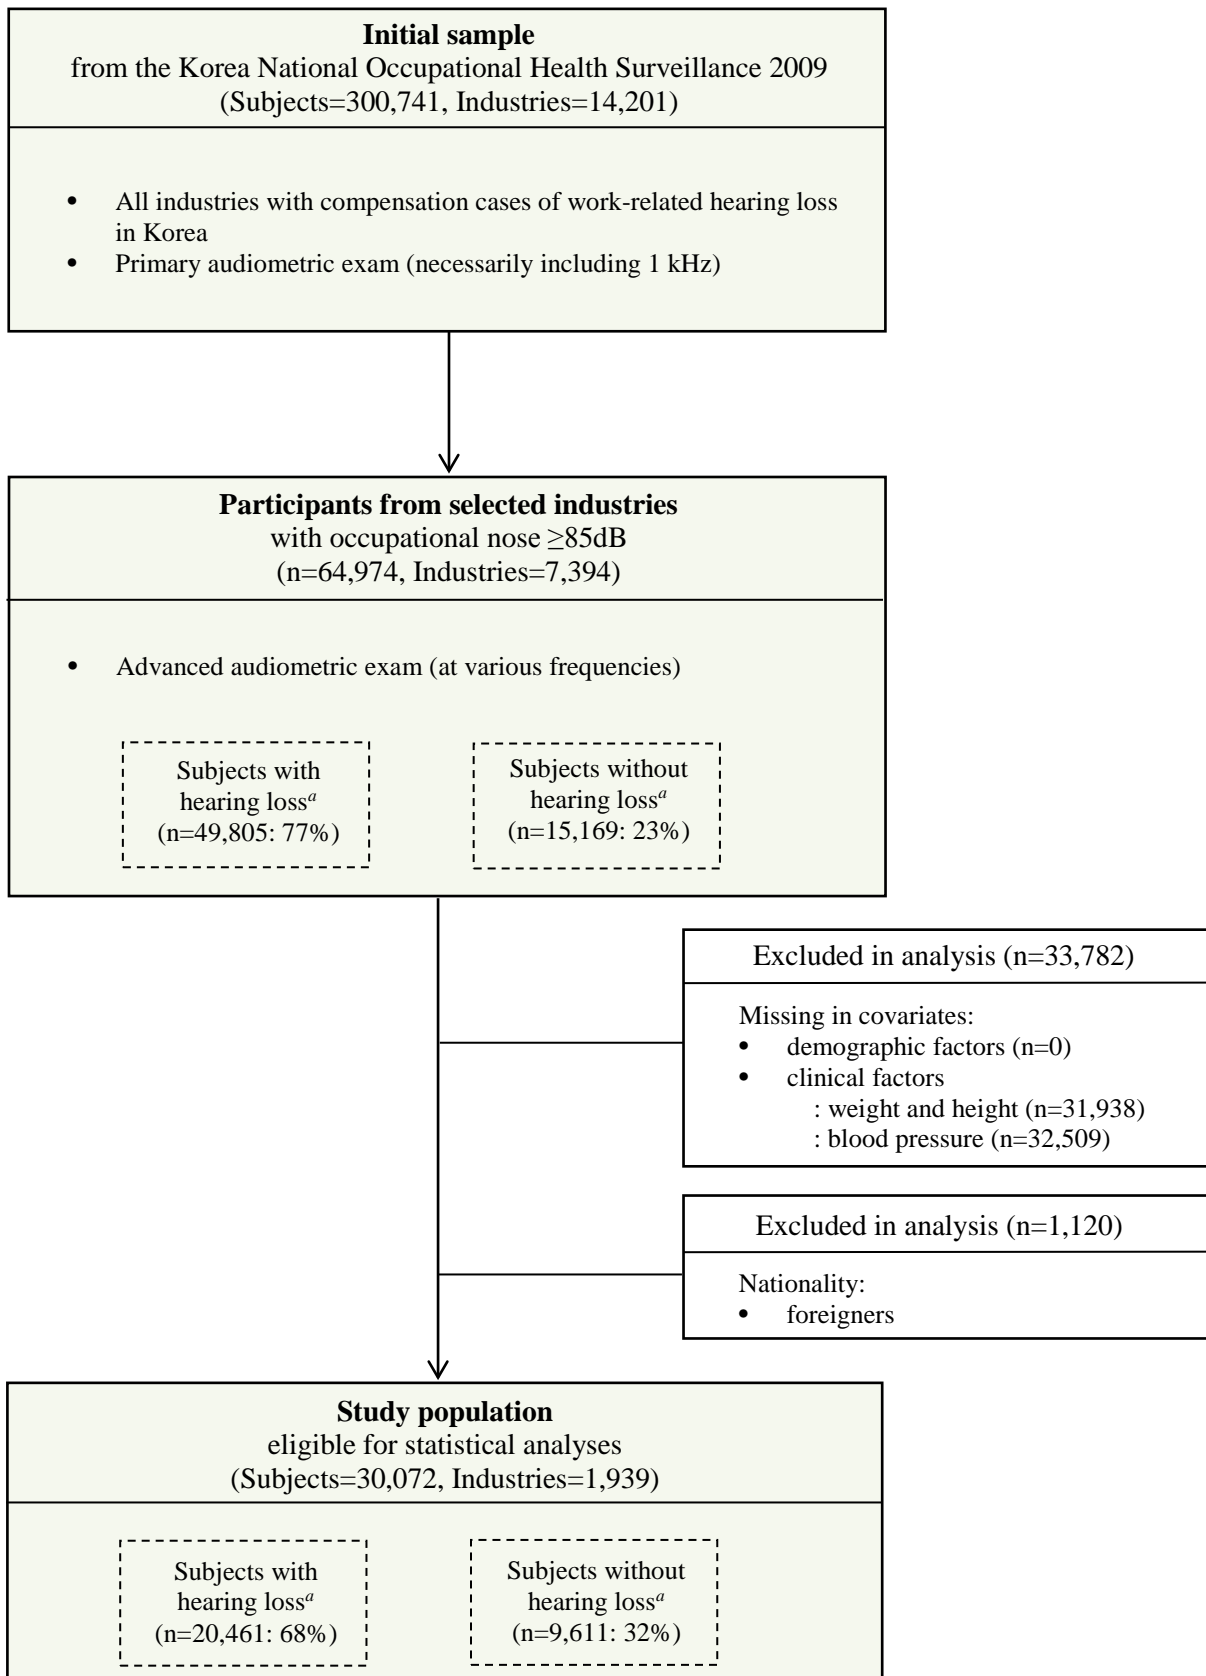 Initial sample
from the Korea National Occupational Health Surveillance 2009
(Subjects=300,741, Industries=14,201)
• All industries with compensation cases of work-related hearing loss
in Korea
• Primary audiometric exam (necessarily including 1 kHz)
Participants from selected industries
with occupational nose ≥85dB
(n=64,974, Industries=7,394)
• Advanced audiometric exam (at various frequencies)
Subjects with
hearing lossᵃ
(n=49,805: 77%)
Subjects without
hearing lossᵃ
(n=15,169: 23%)
Excluded in analysis (n=33,782)
Missing in covariates:
• demographic factors (n=0)
• clinical factors
: weight and height (n=31,938)
: blood pressure (n=32,509)
Excluded in analysis (n=1,120)
Nationality:
• foreigners
Study population
eligible for statistical analyses
(Subjects=30,072, Industries=1,939)
Subjects with
hearing lossᵃ
(n=20,461: 68%)
Subjects without
hearing lossᵃ
(n=9,611: 32%)